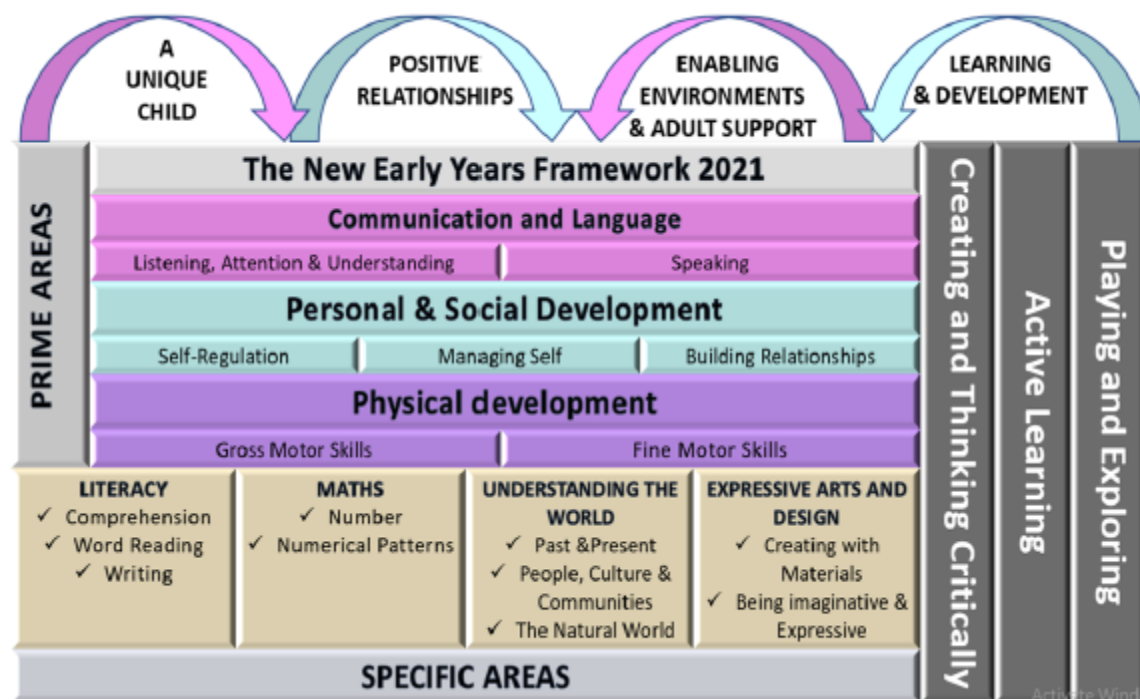 A
UNIQUE
CHILD
POSITIVE
RELATIONSHIPS
ENABLING
ENVIRONMENTS
& ADULT SUPPORT
LEARNING
& DEVELOPMENT
PRIME AREAS
The New Early Years Framework 2021
Communication and Language
Listening, Attention & Understanding
Speaking
Personal & Social Development
Self-Regulation
Managing Self
Building Relationships
Physical development
Gross Motor Skills
Fine Motor Skills
LITERACY
✓ Comprehension
✓ Word Reading
✓ Writing
MATHS
✓ Number
✓ Numerical Patterns
UNDERSTANDING THE
WORLD
✓ Past &Present
✓ People, Culture &
Communities
✓ The Natural World
EXPRESSIVE ARTS AND
DESIGN
✓ Creating with
Materials
✓ Being imaginative &
Expressive
SPECIFIC AREAS
Creating and Thinking Critically
Active Learning
Playing and Exploring
Activate Wind